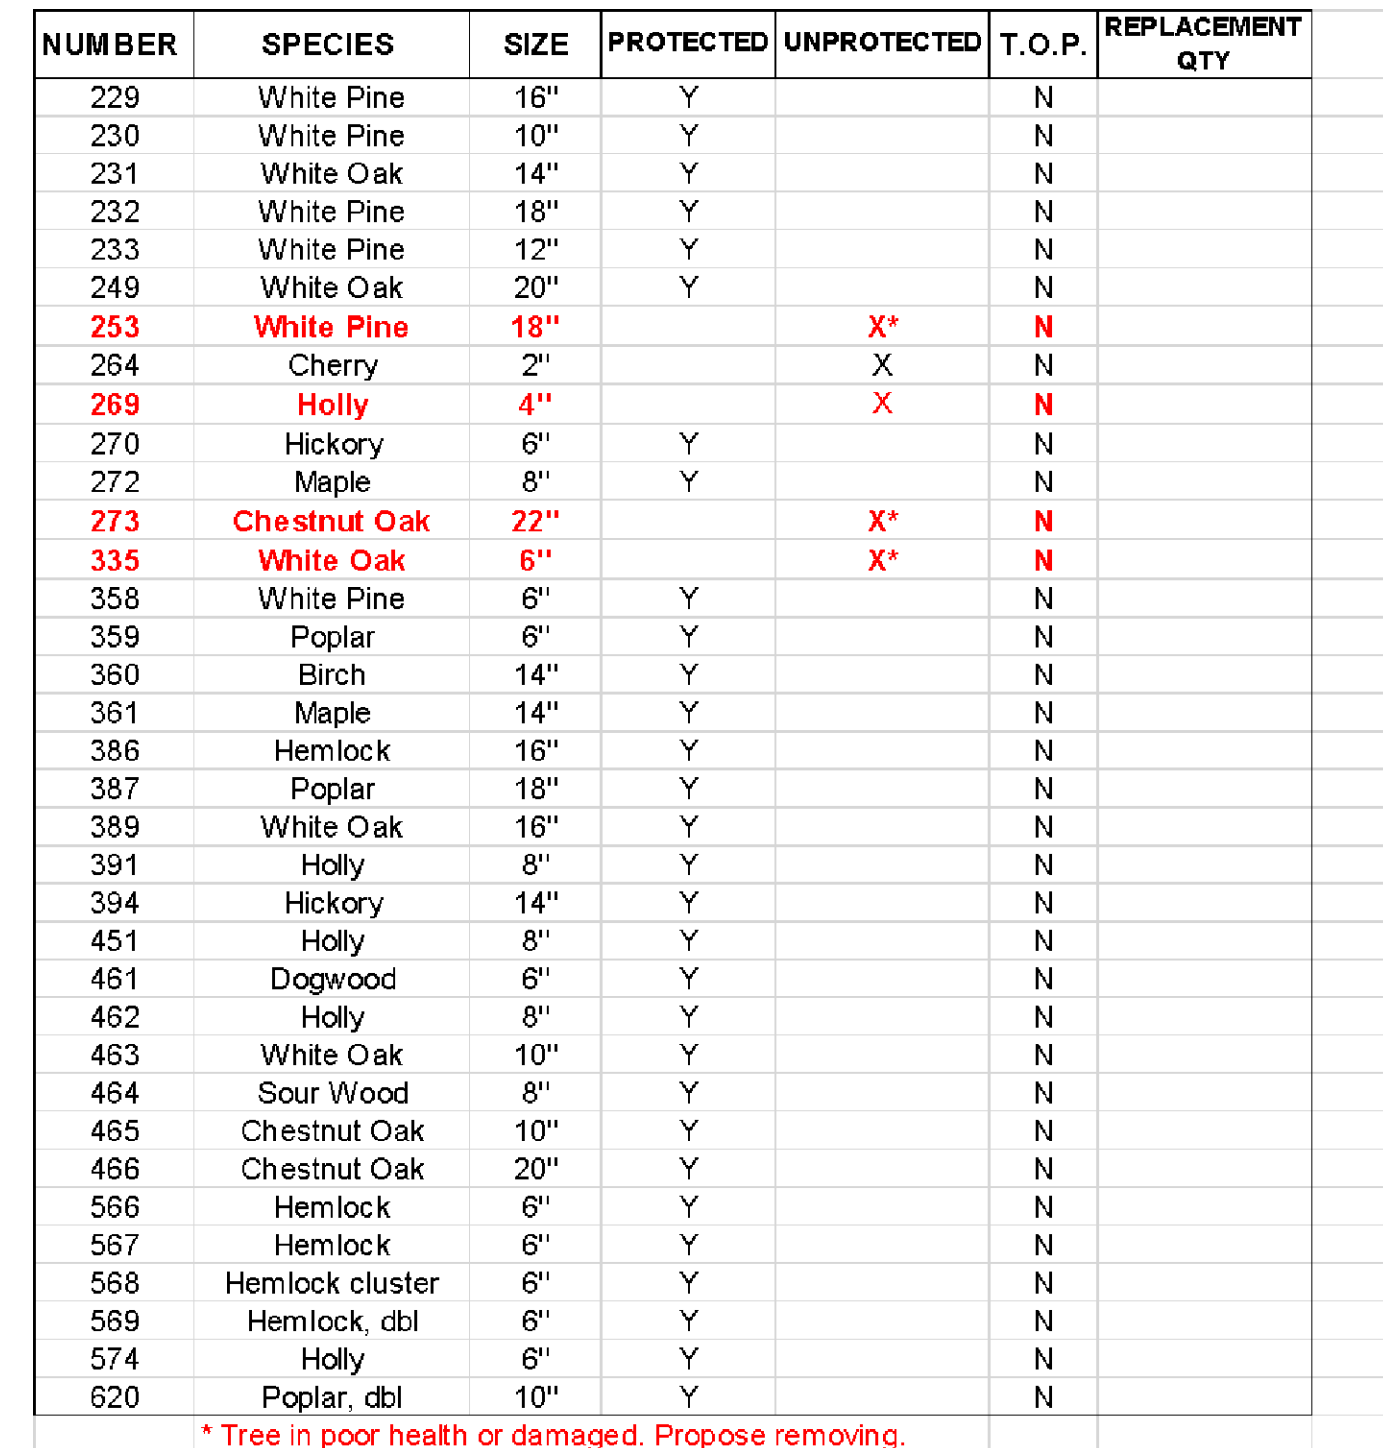 NUMBER SPECIES SIZE PROTECTED UNPROTECTED T.O.P. REPLACEMENT QTY
229 White Pine 16" Y N
230 White Pine 10" Y N
231 White Oak 14" Y N
232 White Pine 18" Y N
233 White Pine 12" Y N
249 White Oak 20" Y N
253 White Pine 18" X* N
264 Cherry 2" X N
269 Holly 4" X N
270 Hickory 6" Y N
272 Maple 8" Y N
273 Chestnut Oak 22" X* N
335 White Oak 6" X* N
358 White Pine 6" Y N
359 Poplar 6" Y N
360 Birch 14" Y N
361 Maple 14" Y N
386 Hemlock 16" Y N
387 Poplar 18" Y N
389 White Oak 16" Y N
391 Holly 8" Y N
394 Hickory 14" Y N
451 Holly 8" Y N
461 Dogwood 6" Y N
462 Holly 8" Y N
463 White Oak 10" Y N
464 Sour Wood 8" Y N
465 Chestnut Oak 10" Y N
466 Chestnut Oak 20" Y N
566 Hemlock 6" Y N
567 Hemlock 6" Y N
568 Hemlock cluster 6" Y N
569 Hemlock, dbl 6" Y N
574 Holly 6" Y N
620 Poplar, dbl 10" Y N
* Tree in poor health or damaged. Propose removing.